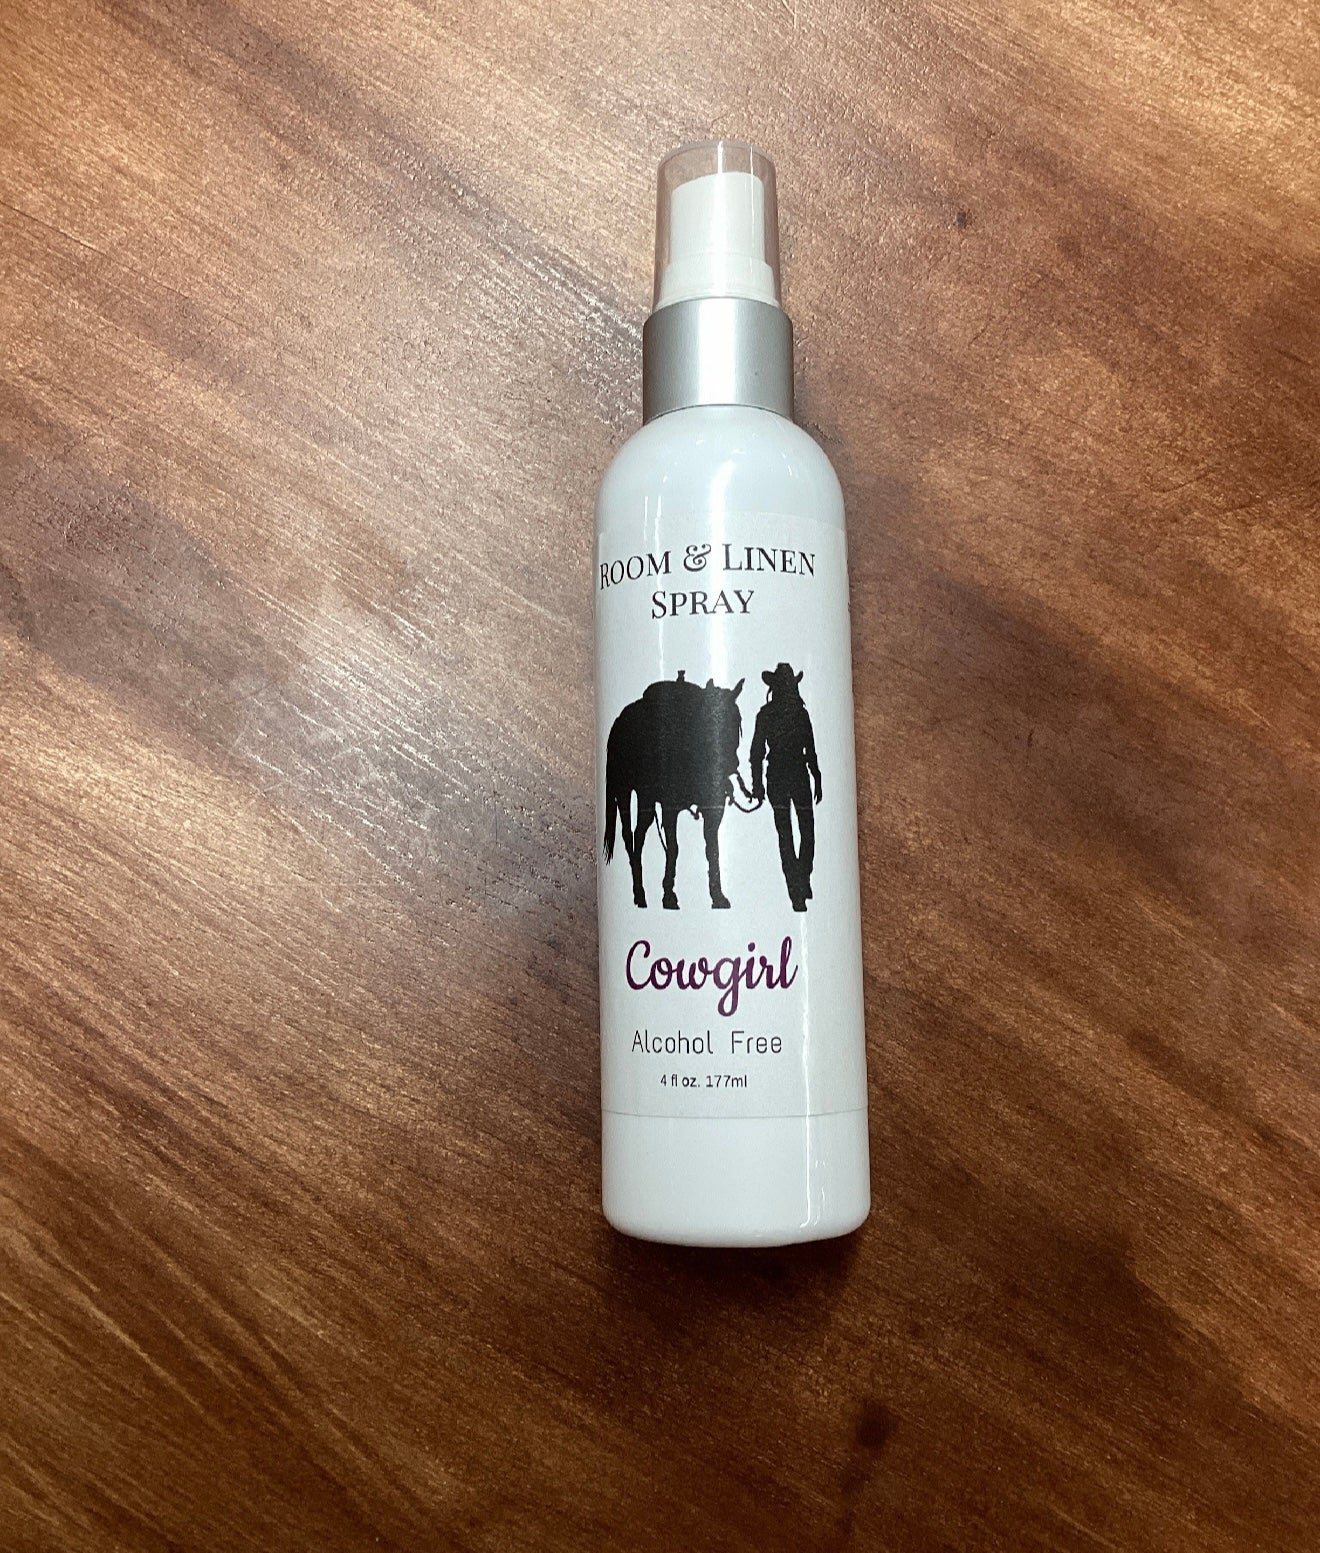 ROOM & LINEN
SPRAY
Cowgirl
Alcohol Free
4 fl oz. 177ml